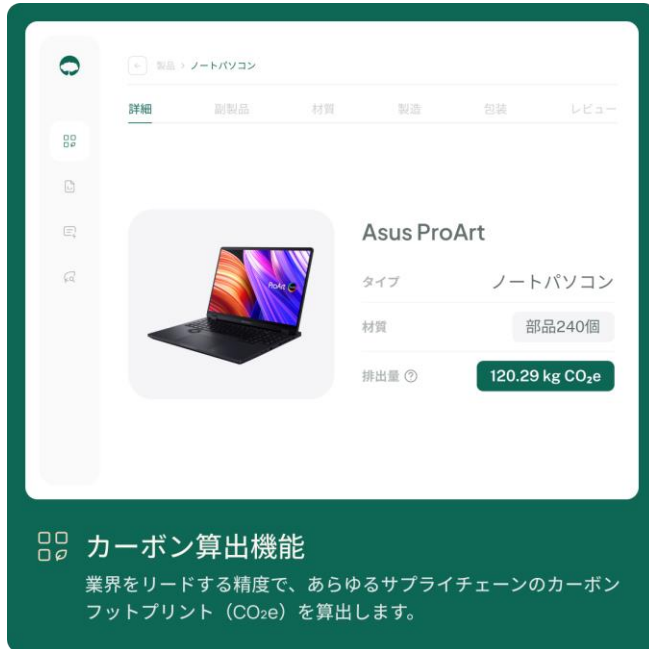 製品 › ノートパソコン
詳細 副製品 材質 製造 包装 レビュー
Asus ProArt
ProArt
タイプ ノートパソコン
材質 部品240個
排出量 ? 120.29 kg CO₂e
カーボン算出機能
業界をリードする精度で、あらゆるサプライチェーンのカーボン
フットプリント（CO₂e）を算出します。